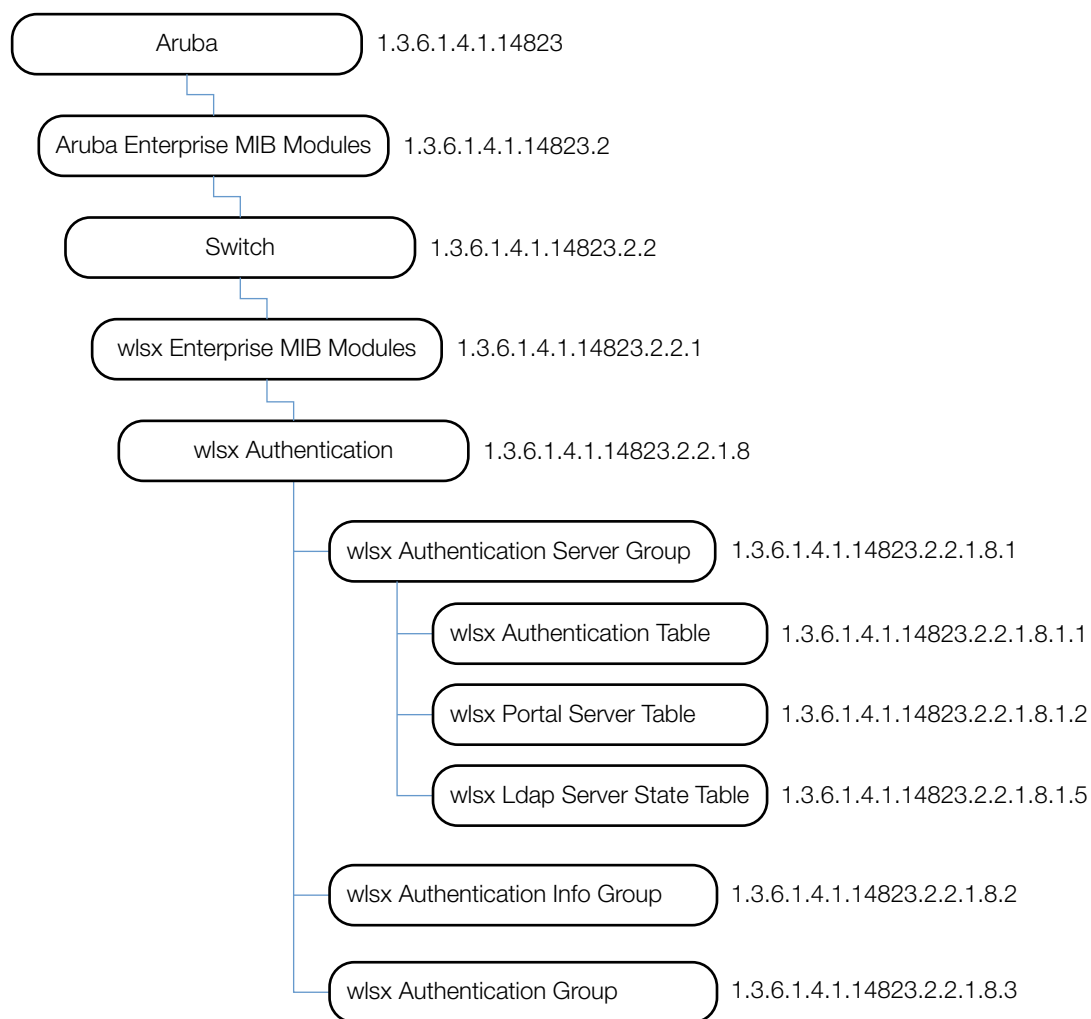 Aruba 1.3.6.1.4.1.14823
Aruba Enterprise MIB Modules 1.3.6.1.4.1.14823.2
Switch 1.3.6.1.4.1.14823.2.2
wlsx Enterprise MIB Modules 1.3.6.1.4.1.14823.2.2.1
wlsx Authentication 1.3.6.1.4.1.14823.2.2.1.8
wlsx Authentication Server Group 1.3.6.1.4.1.14823.2.2.1.8.1
wlsx Authentication Table 1.3.6.1.4.1.14823.2.2.1.8.1.1
wlsx Portal Server Table 1.3.6.1.4.1.14823.2.2.1.8.1.2
wlsx Ldap Server State Table 1.3.6.1.4.1.14823.2.2.1.8.1.5
wlsx Authentication Info Group 1.3.6.1.4.1.14823.2.2.1.8.2
wlsx Authentication Group 1.3.6.1.4.1.14823.2.2.1.8.3